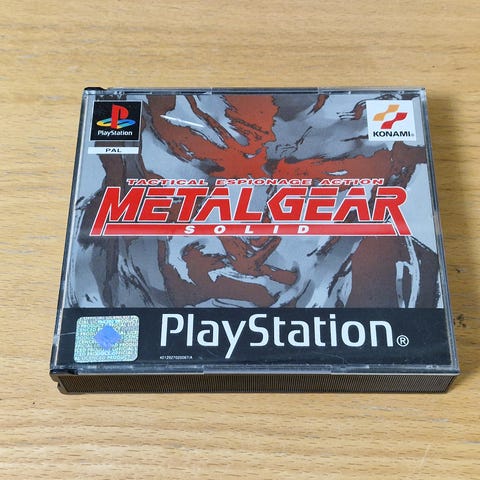 PlayStation
PAL
KONAMI
TACTICAL ESPIONAGE ACTION
METAL GEAR
SOLID
PlayStation®